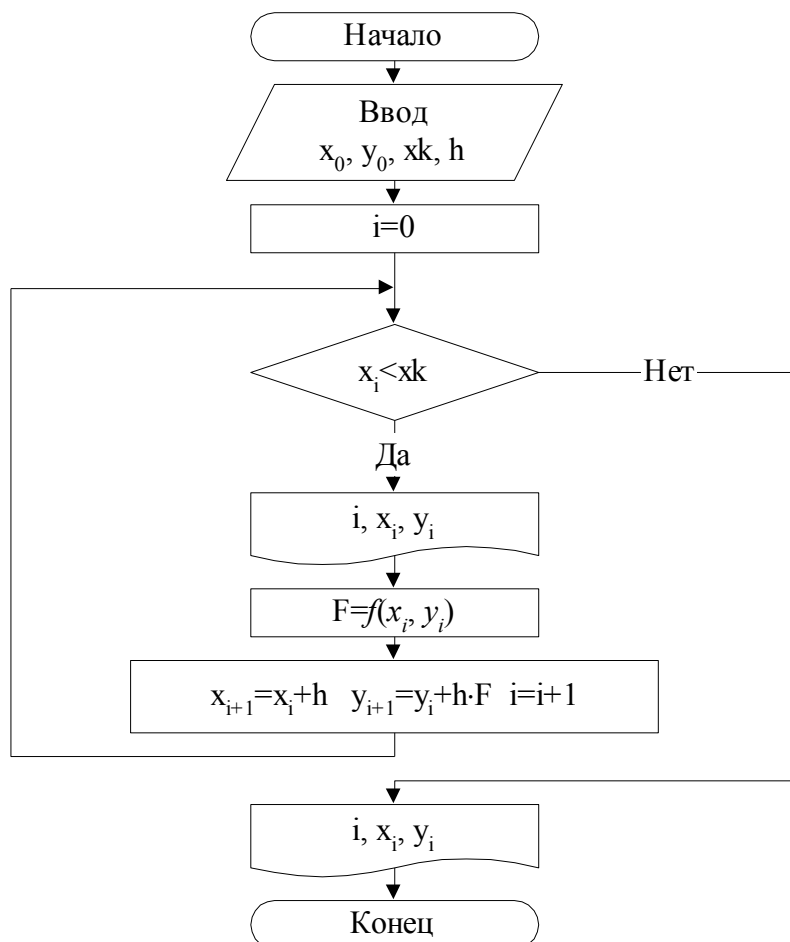 Начало
Ввод
x₀, y₀, xk, h
i=0
xᵢ<xk
Нет
Да
i, xᵢ, yᵢ
F=f(xᵢ, yᵢ)
xᵢ₊₁=xᵢ+h yᵢ₊₁=yᵢ+h·F i=i+1
i, xᵢ, yᵢ
Конец